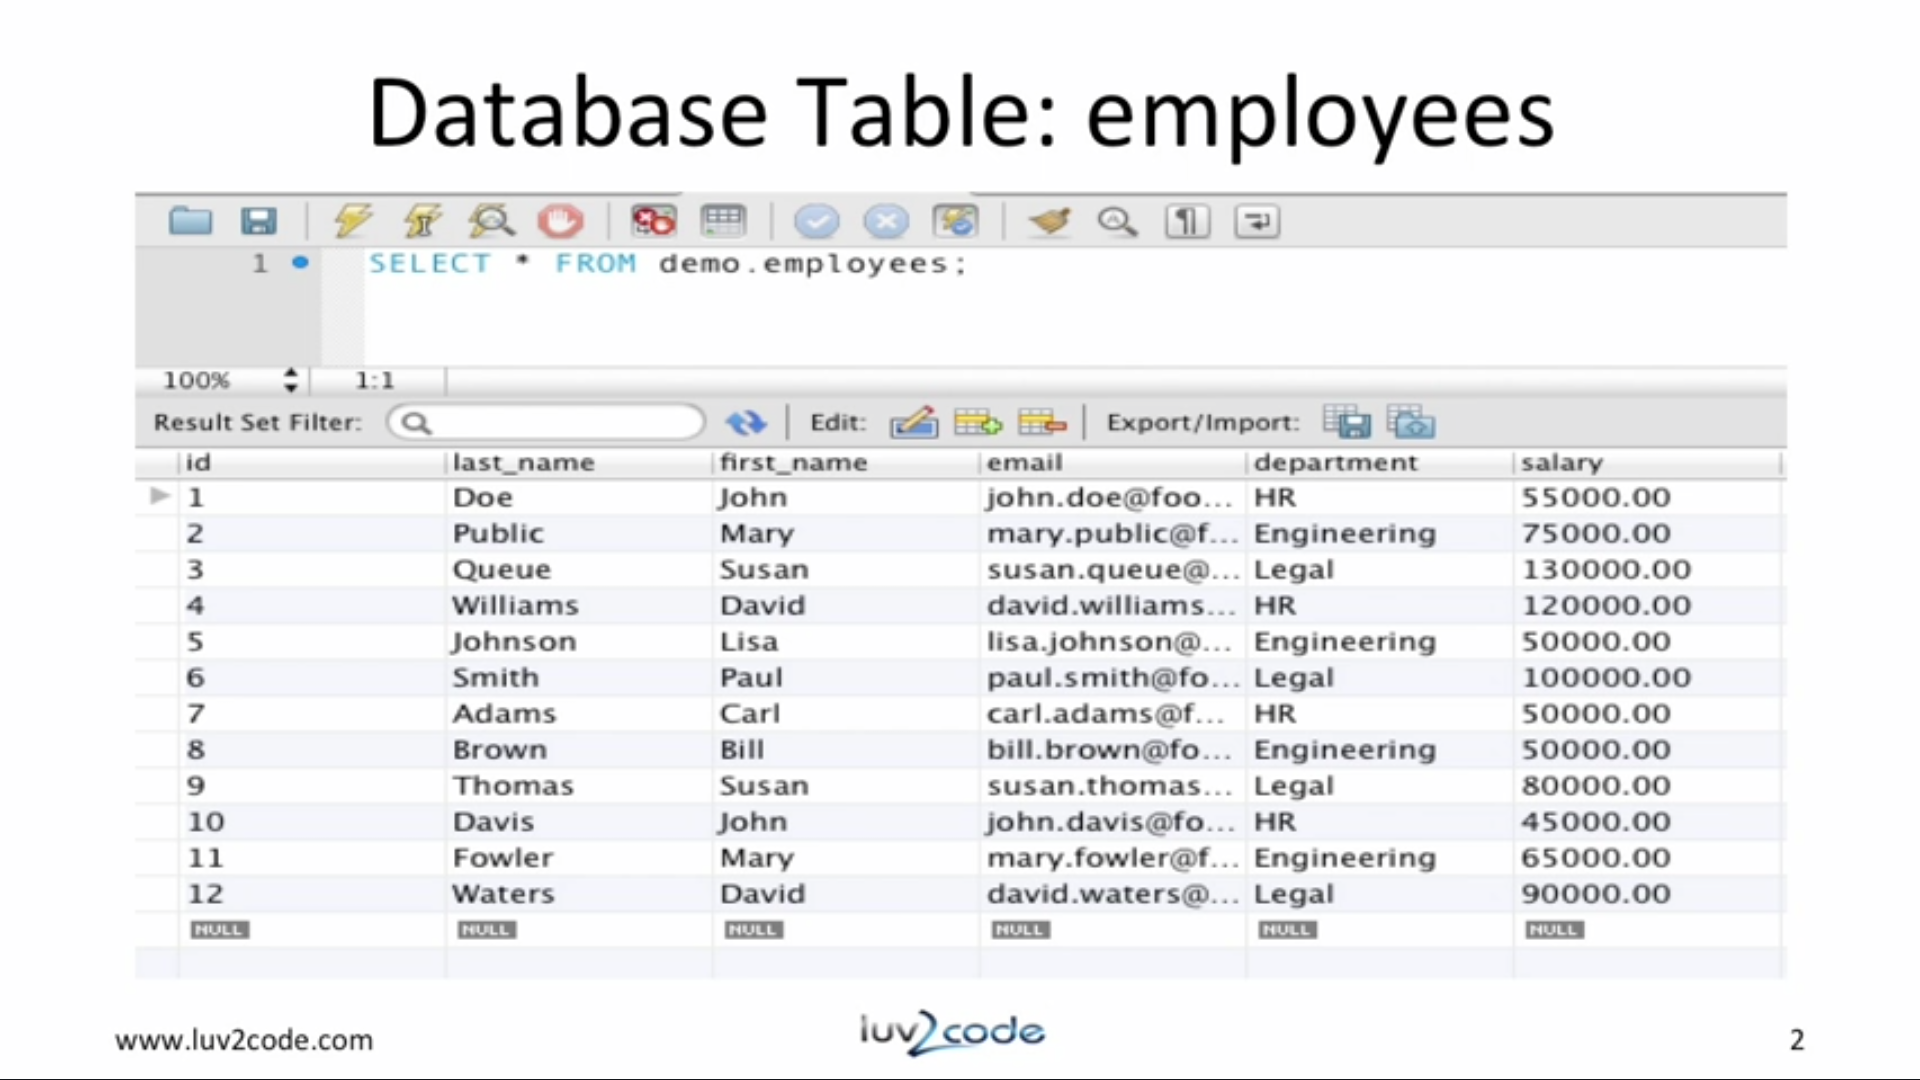 Database Table: employees
1 SELECT * FROM demo.employees;
100% 1:1
Result Set Filter: Edit: Export/Import:
id last_name first_name email department salary
1 Doe John john.doe@foo... HR 55000.00
2 Public Mary mary.public@f... Engineering 75000.00
3 Queue Susan susan.queue@... Legal 130000.00
4 Williams David david.williams... HR 120000.00
5 Johnson Lisa lisa.johnson@... Engineering 50000.00
6 Smith Paul paul.smith@fo... Legal 100000.00
7 Adams Carl carl.adams@f... HR 50000.00
8 Brown Bill bill.brown@fo... Engineering 50000.00
9 Thomas Susan susan.thomas... Legal 80000.00
10 Davis John john.davis@fo... HR 45000.00
11 Fowler Mary mary.fowler@f... Engineering 65000.00
12 Waters David david.waters@... Legal 90000.00
NULL NULL NULL NULL NULL NULL
www.luv2code.com luv2code 2